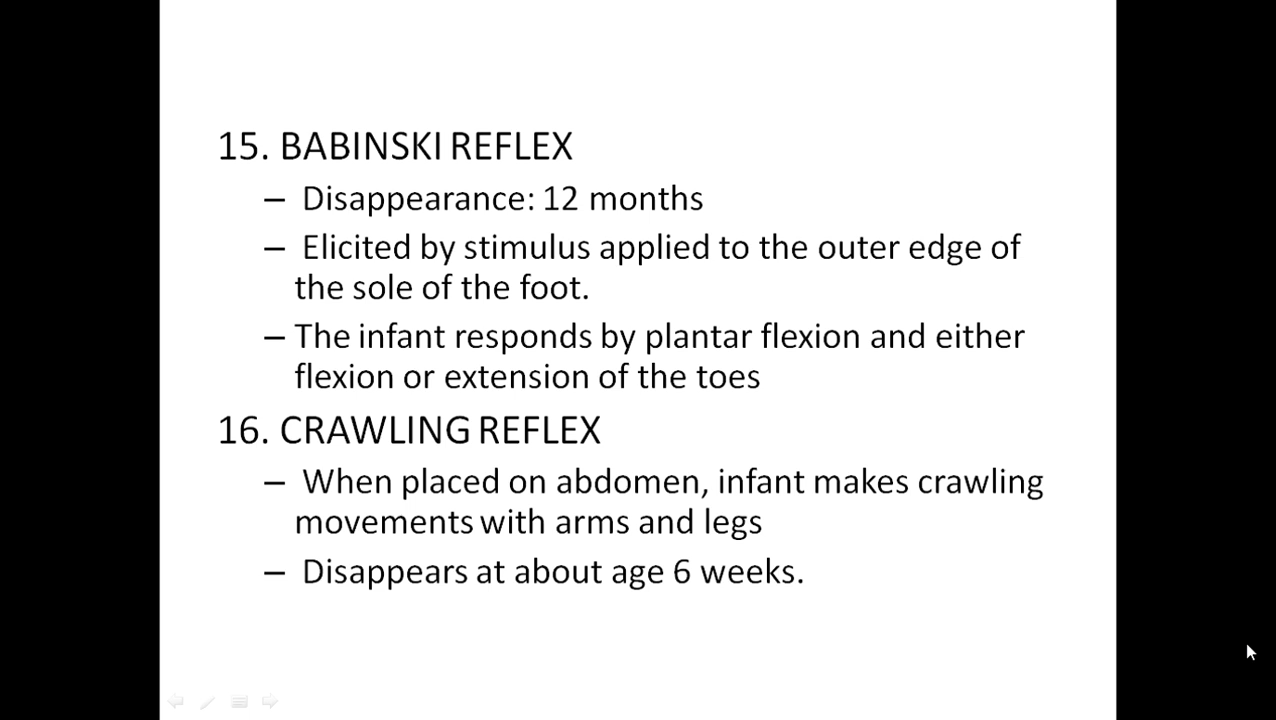 15. BABINSKI REFLEX
– Disappearance: 12 months
– Elicited by stimulus applied to the outer edge of
the sole of the foot.
– The infant responds by plantar flexion and either
flexion or extension of the toes
16. CRAWLING REFLEX
– When placed on abdomen, infant makes crawling
movements with arms and legs
– Disappears at about age 6 weeks.